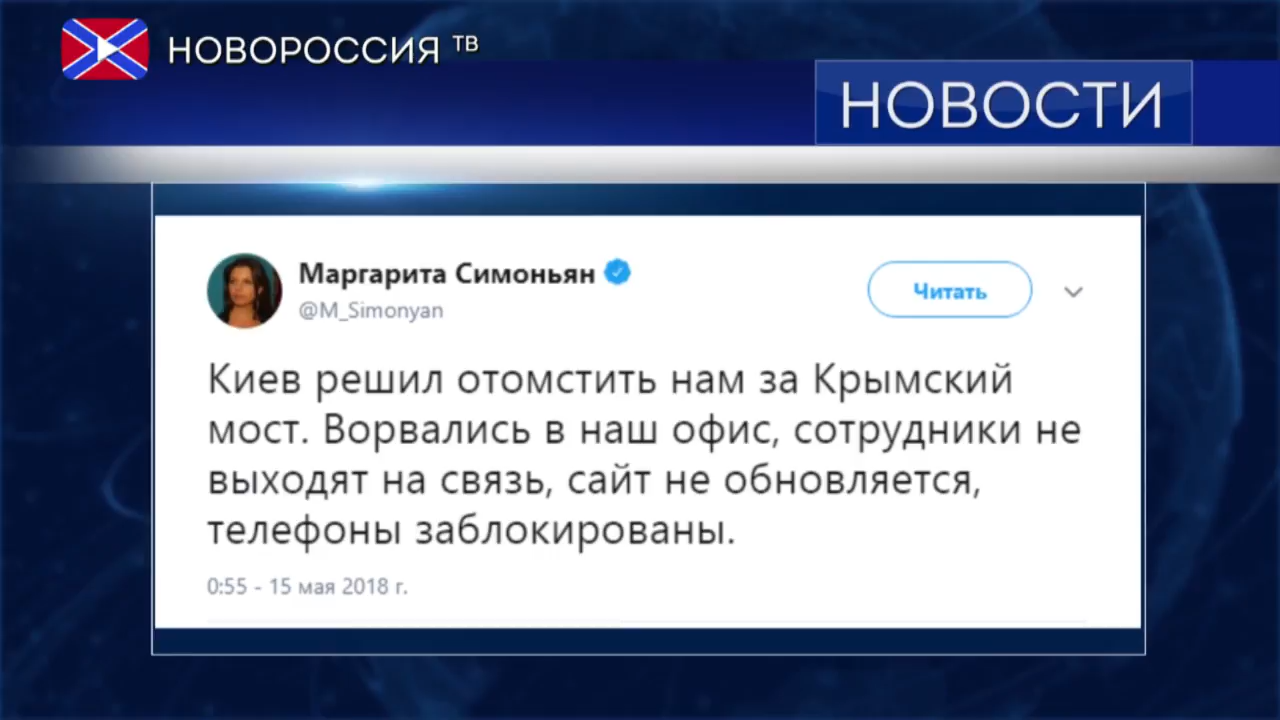 НОВОРОССИЯ ТВ
НОВОСТИ
Маргарита Симоньян
@M_Simonyan
Читать
Киев решил отомстить нам за Крымский
мост. Ворвались в наш офис, сотрудники не
выходят на связь, сайт не обновляется,
телефоны заблокированы.
0:55 - 15 мая 2018 г.